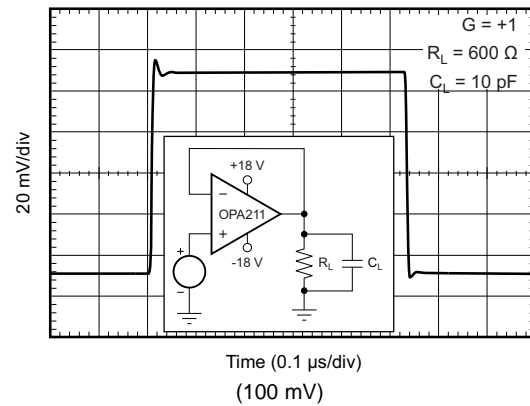 G = +1
R_L = 600 Ω
C_L = 10 pF
20 mV/div
+18 V
−
OPA211
+
-18 V
+
−
R_L
C_L
Time (0.1 μs/div)
(100 mV)